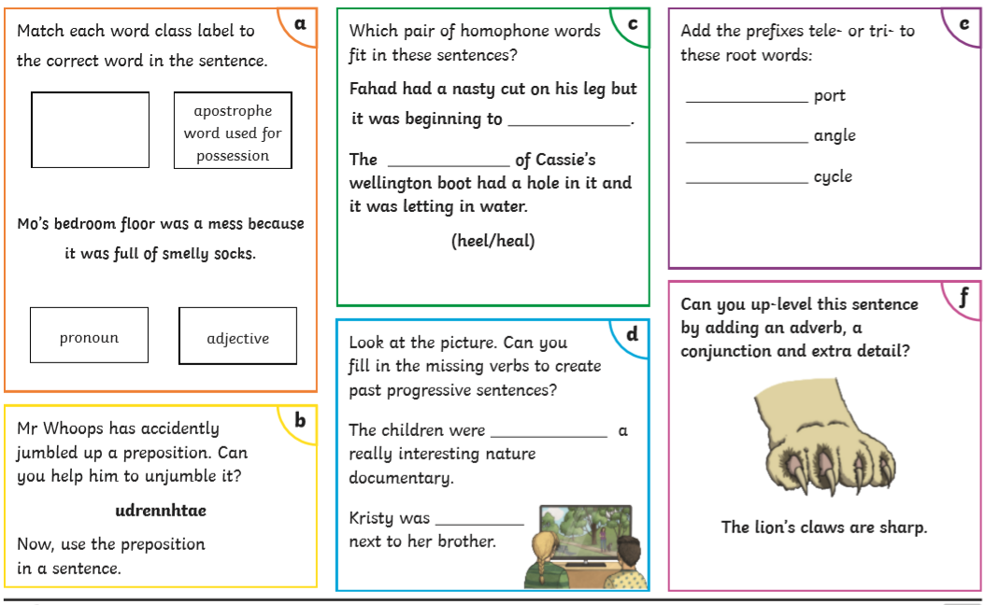 a
Match each word class label to
the correct word in the sentence.
apostrophe
word used for
possession
Mo's bedroom floor was a mess because
it was full of smelly socks.
pronoun
adjective
b
Mr Whoops has accidently
jumbled up a preposition. Can
you help him to unjumble it?
udrennhtae
Now, use the preposition
in a sentence.
c
Which pair of homophone words
fit in these sentences?
Fahad had a nasty cut on his leg but
it was beginning to ______________.
The ______________ of Cassie's
wellington boot had a hole in it and
it was letting in water.
(heel/heal)
d
Look at the picture. Can you
fill in the missing verbs to create
past progressive sentences?
The children were ______________ a
really interesting nature
documentary.
Kristy was __________
next to her brother.
e
Add the prefixes tele- or tri- to
these root words:
______________ port
______________ angle
______________ cycle
f
Can you up-level this sentence
by adding an adverb, a
conjunction and extra detail?
The lion's claws are sharp.